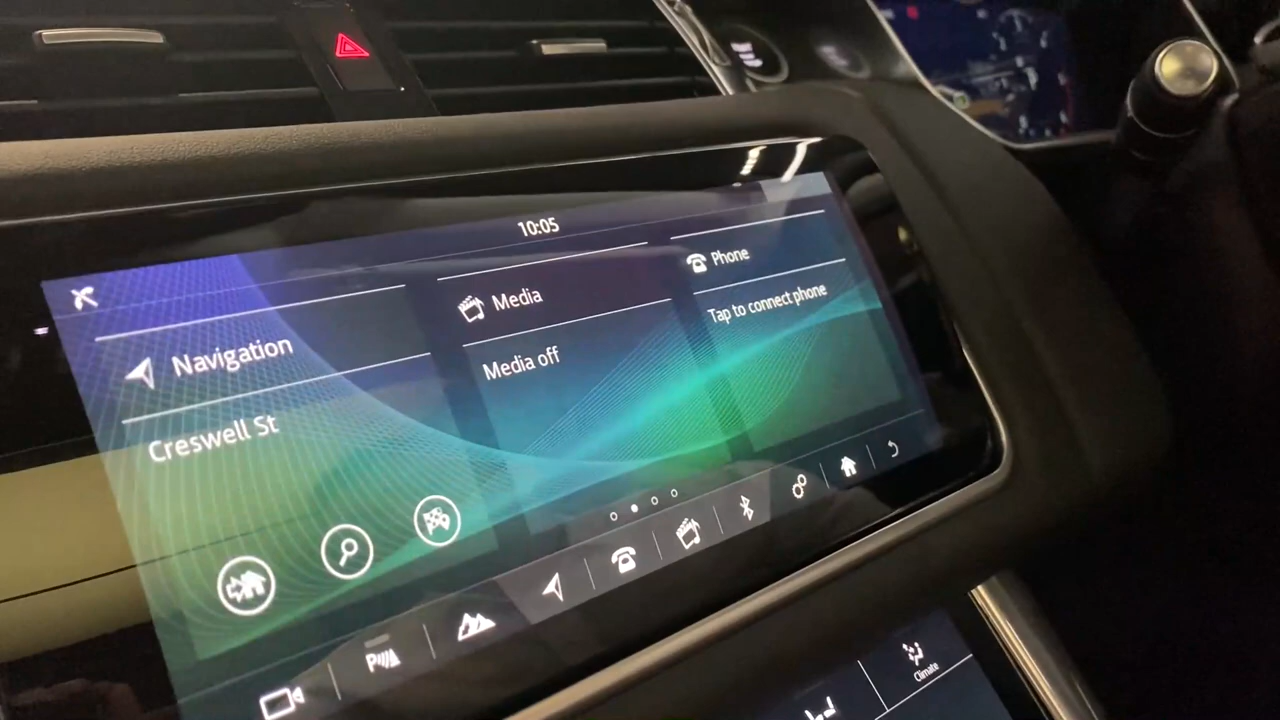 10:05
Navigation
Creswell St
Media
Media off
Phone
Tap to connect phone
P
Climate